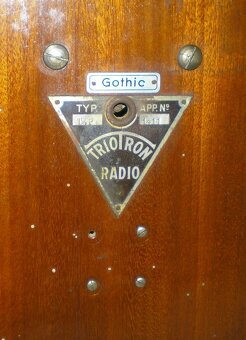 Gothic
TYP. APP. Nº
TRIOTRON
RADIO